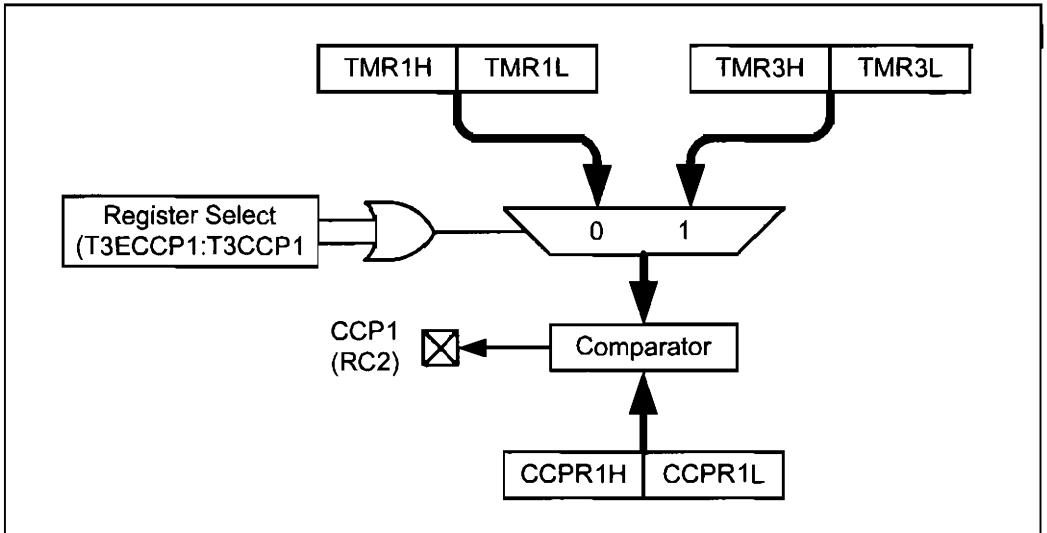 TMR1H TMR1L TMR3H TMR3L
Register Select
(T3ECCP1:T3CCP1
0 1
CCP1
(RC2)
Comparator
CCPR1H CCPR1L